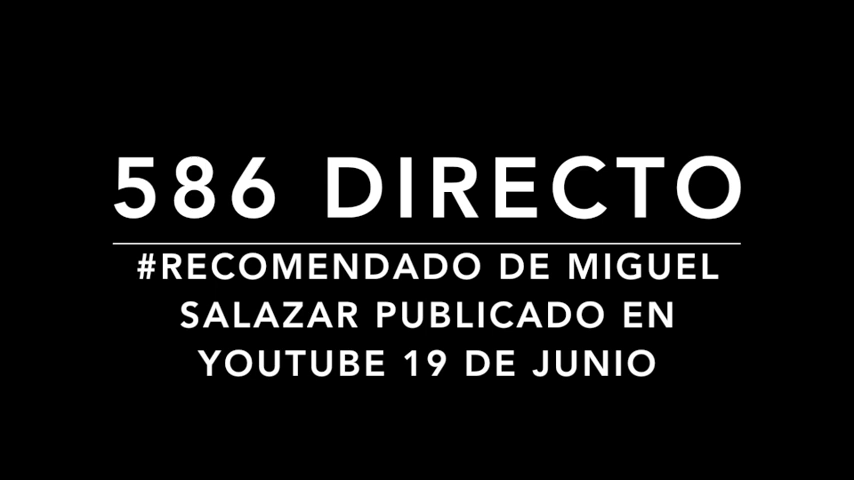 586 DIRECTO
#RECOMENDADO DE MIGUEL
SALAZAR PUBLICADO EN
YOUTUBE 19 DE JUNIO